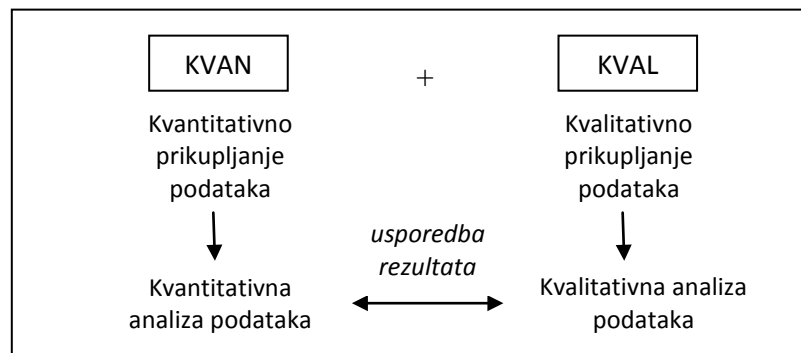 KVAN
+
KVAL
Kvantitativno
prikupljanje
podataka
Kvalitativno
prikupljanje
podataka
usporedba
rezultata
Kvantitativna
analiza podataka
Kvalitativna analiza
podataka